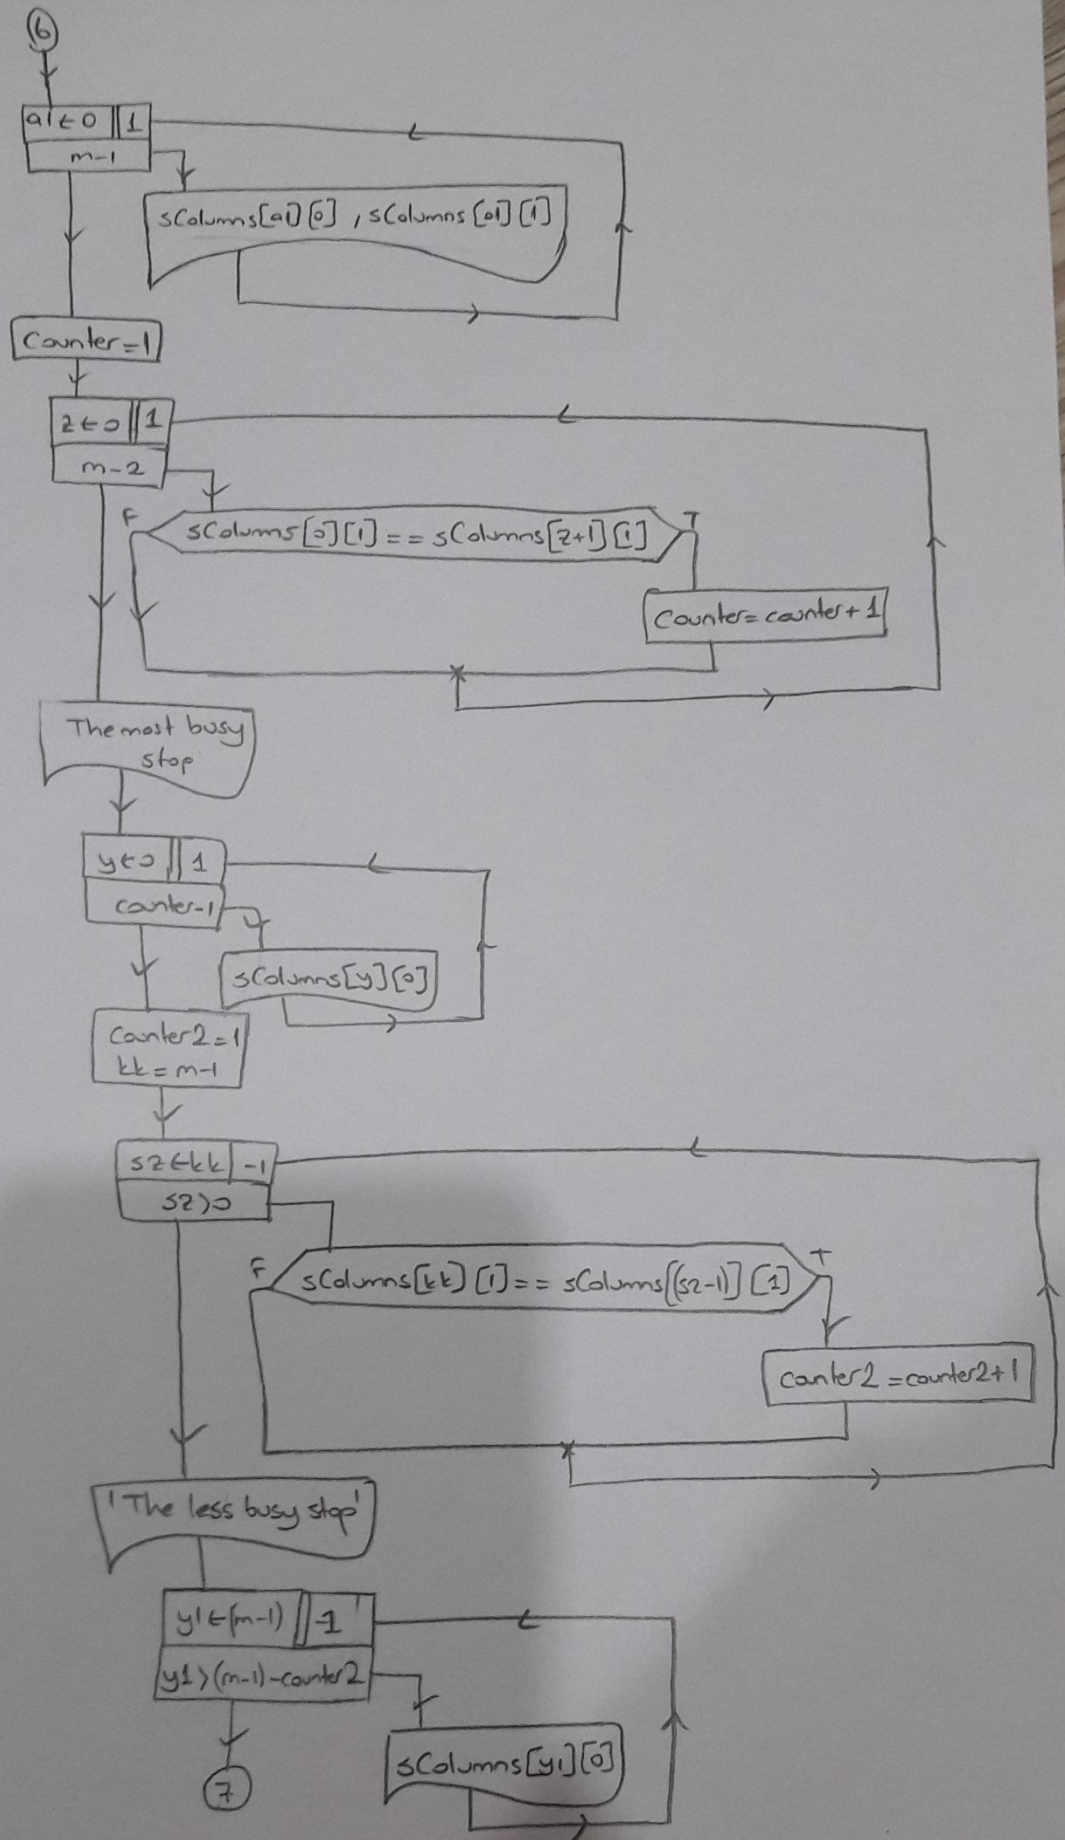 6
a1←0 || 1
m-1
sColumns[a1][0] , sColumns[a1][1]
Counter=1
z←0 || 1
m-2
F
sColumns[0][1]==sColumns[z+1][1]
T
Counter=counter+1
The most busy
stop
y←0 || 1
counter-1
sColumns[y][0]
Counter2=1
kk=m-1
sz←kk | -1
sz>0
F
sColumns[kk][1]== sColumns[(sz-1)][1]
T
counter2=counter2+1
'The less busy stop'
y1←(m-1) || -1
y1>(m-1)-counter2
sColumns[y1][0]
7